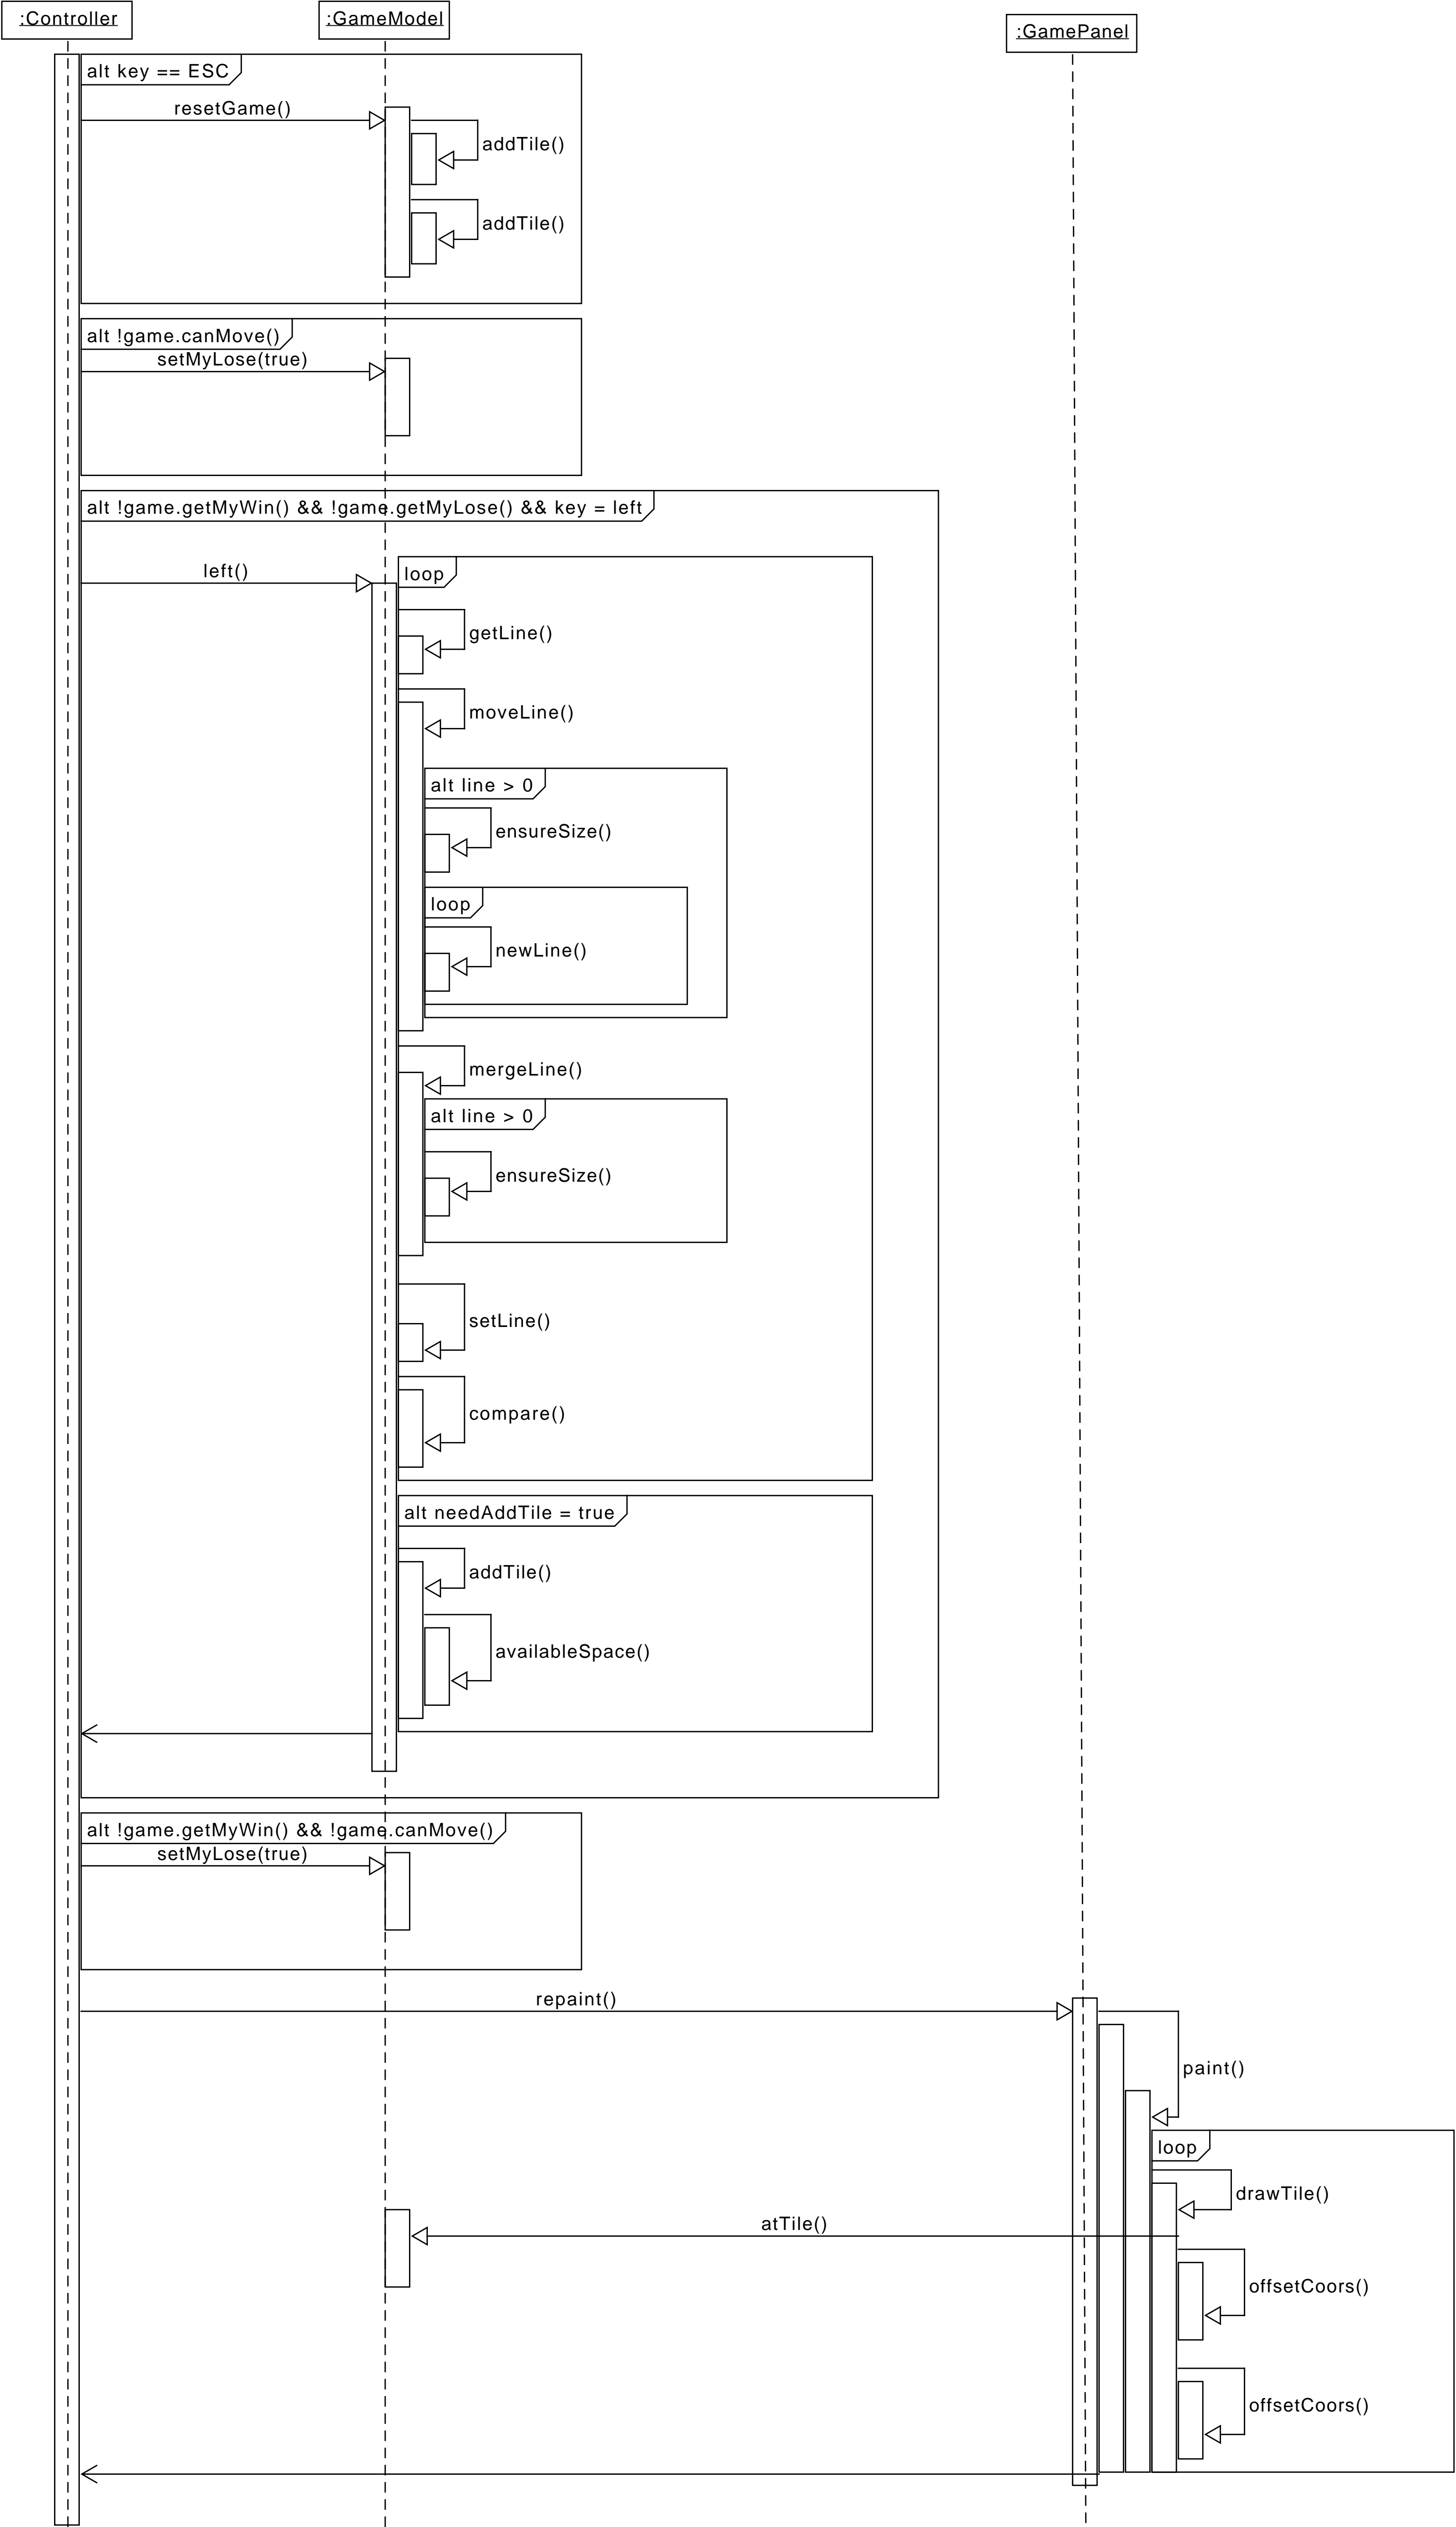 :Controller
:GameModel
:GamePanel
alt key == ESC
resetGame()
addTile()
addTile()
alt !game.canMove()
setMyLose(true)
alt !game.getMyWin() && !game.getMyLose() && key = left
left()
loop
getLine()
moveLine()
alt line > 0
ensureSize()
loop
newLine()
mergeLine()
alt line > 0
ensureSize()
setLine()
compare()
alt needAddTile = true
addTile()
availableSpace()
alt !game.getMyWin() && !game.canMove()
setMyLose(true)
repaint()
paint()
loop
drawTile()
atTile()
offsetCoors()
offsetCoors()